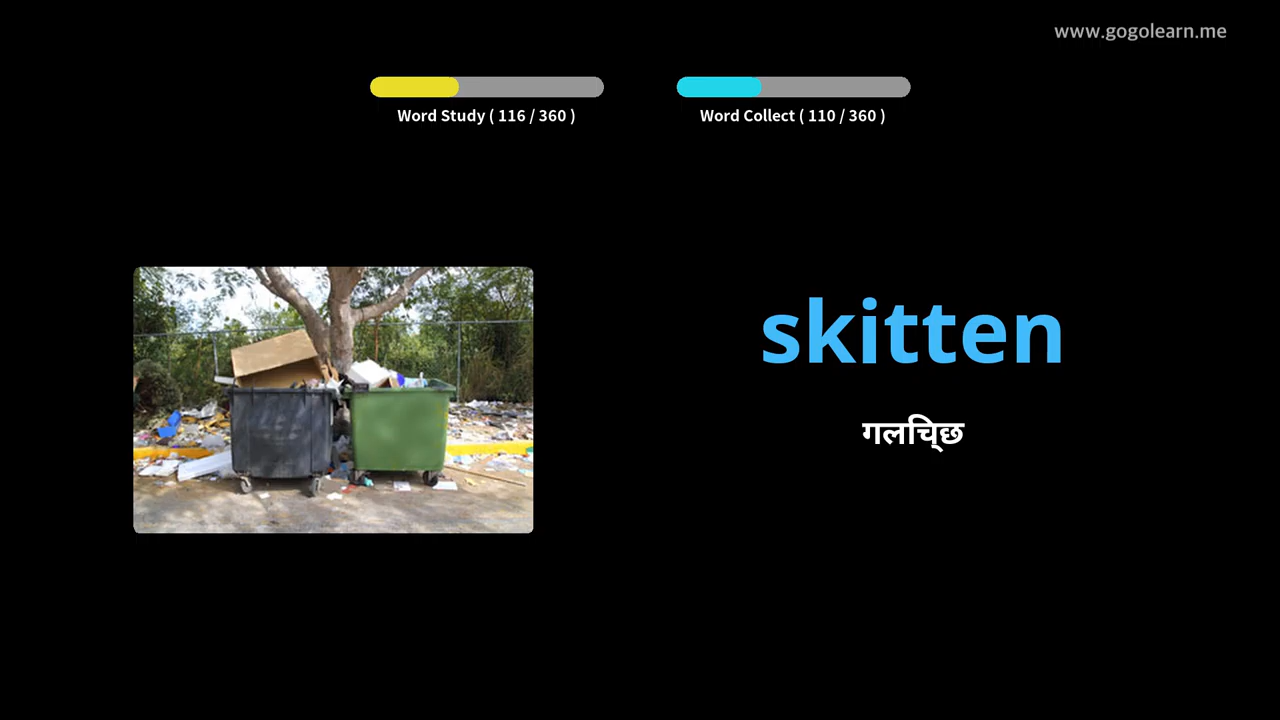 www.gogolearn.me
Word Study ( 116 / 360 )
Word Collect ( 110 / 360 )
skitten
गलच्छि